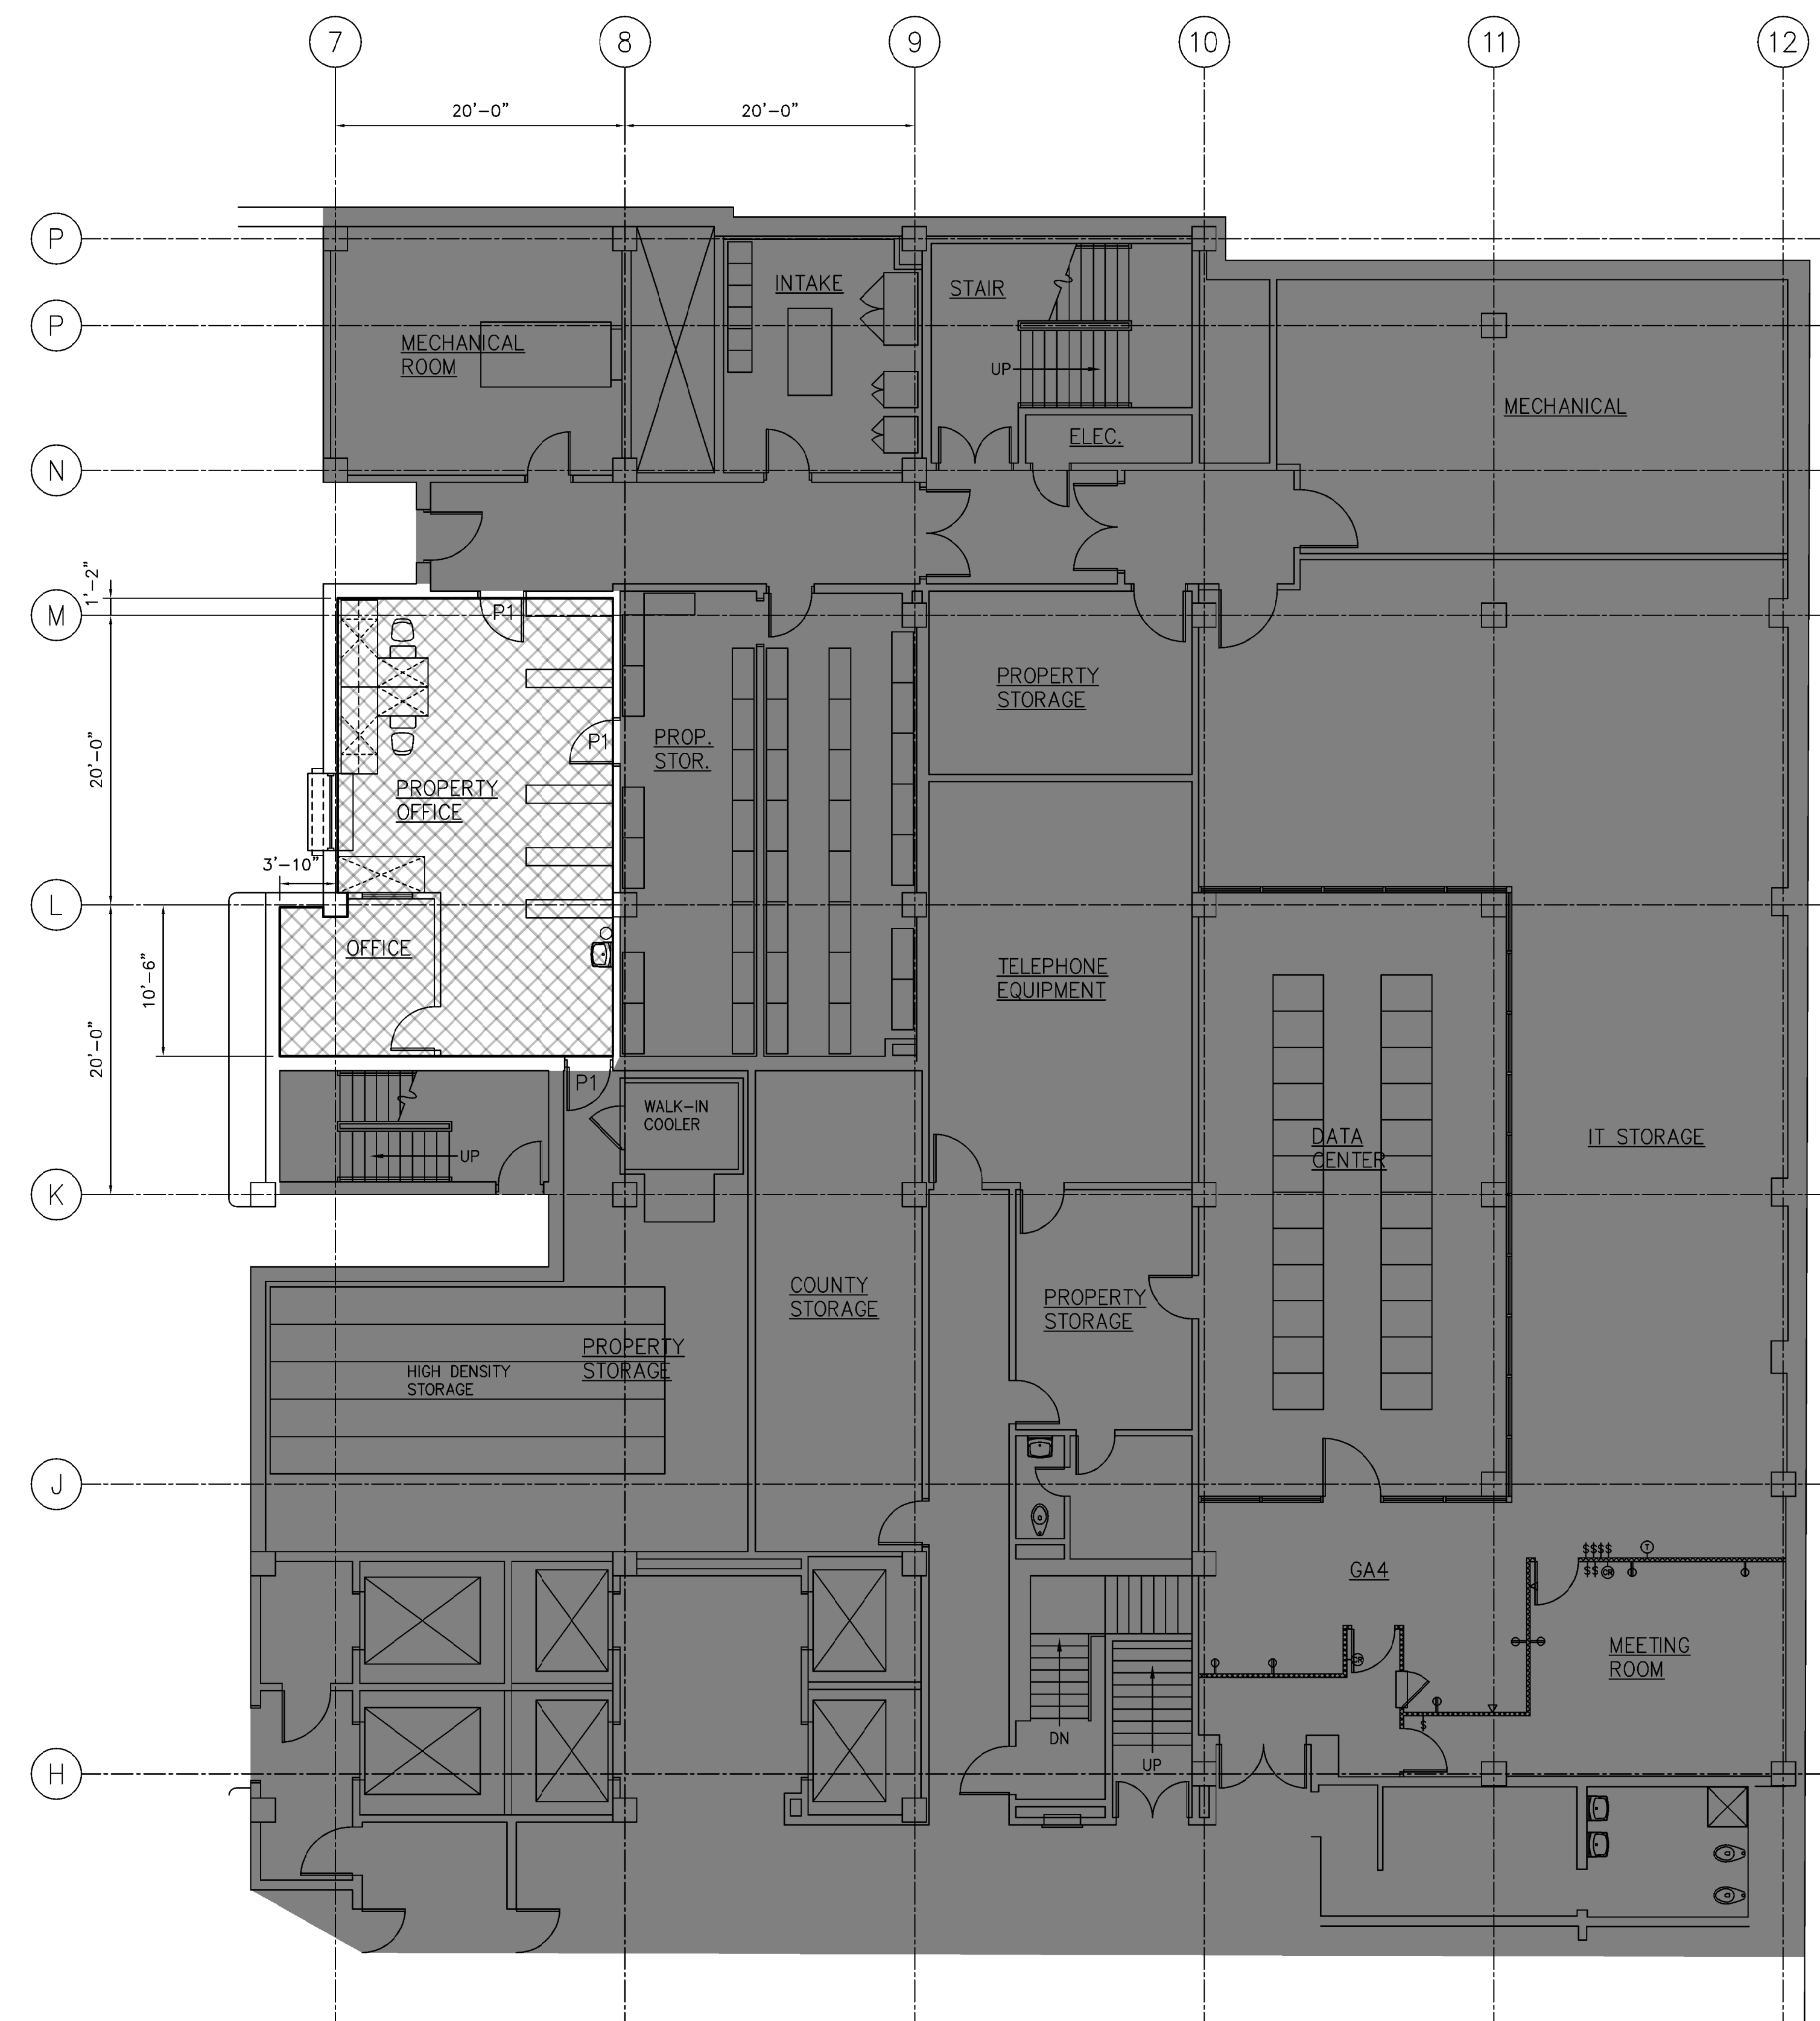 7 8 9 10 11 12
20'-0" 20'-0"
P
INTAKE
STAIR
P
MECHANICAL
ROOM
UP
MECHANICAL
ELEC.
N
1'-2"
M
P1
PROPERTY
STORAGE
20'-0"
P1
PROP.
STOR.
PROPERTY
OFFICE
3'-10"
L
OFFICE
10'-6"
20'-0"
TELEPHONE
EQUIPMENT
P1
WALK-IN
COOLER
UP
DATA
CENTER
IT STORAGE
K
COUNTY
STORAGE
PROPERTY
STORAGE
PROPERTY
STORAGE
HIGH DENSITY
STORAGE
J
$$$$
T
$$
CR
GA4
MEETING
ROOM
CR
$
DN
UP
H